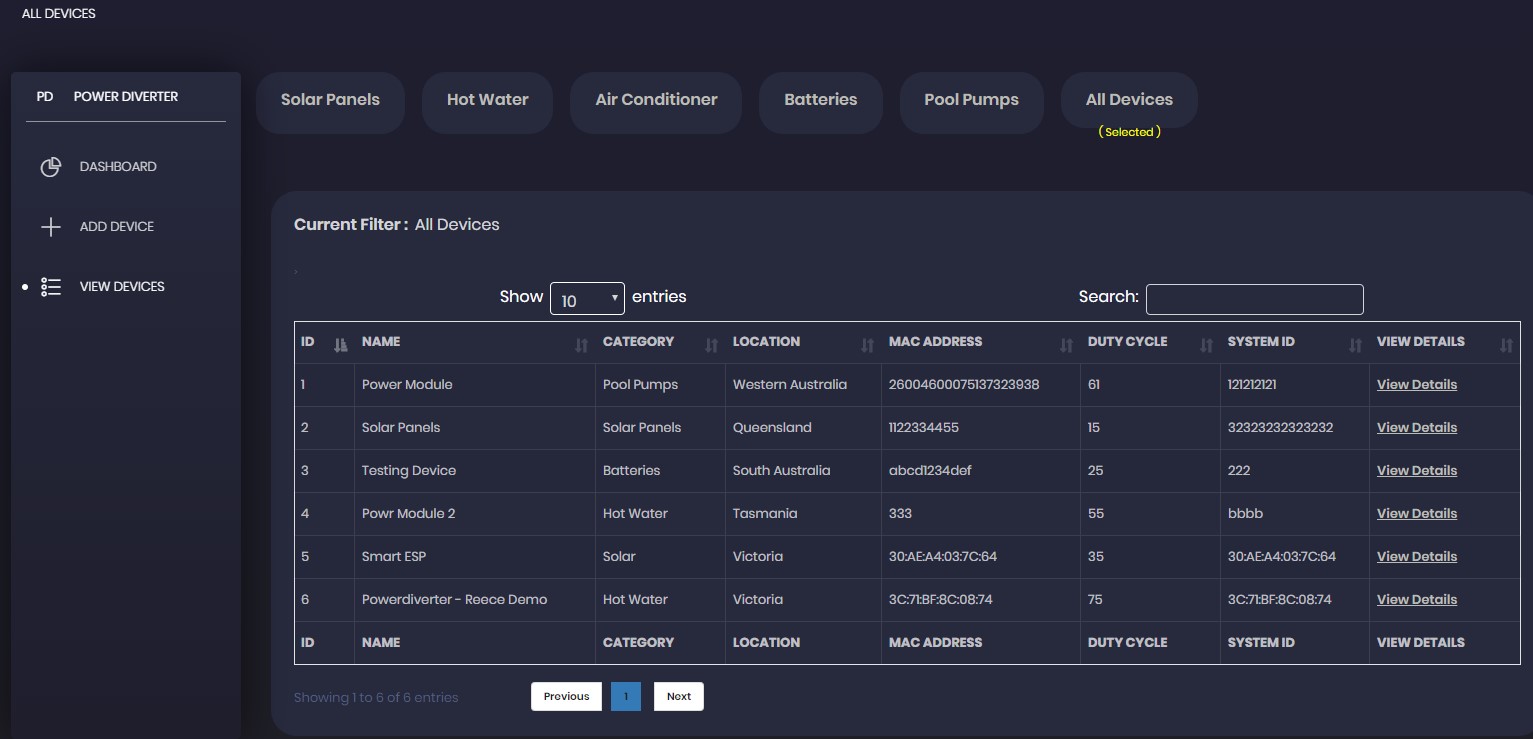 ALL DEVICES
PD POWER DIVERTER
DASHBOARD
ADD DEVICE
VIEW DEVICES
Solar Panels Hot Water Air Conditioner Batteries Pool Pumps All Devices
( Selected )
Current Filter : All Devices
Show 10 entries Search:
ID NAME CATEGORY LOCATION MAC ADDRESS DUTY CYCLE SYSTEM ID VIEW DETAILS
1 Power Module Pool Pumps Western Australia 26004600075137323938 61 121212121 View Details
2 Solar Panels Solar Panels Queensland 1122334455 15 32323232323232 View Details
3 Testing Device Batteries South Australia abcd1234def 25 222 View Details
4 Powr Module 2 Hot Water Tasmania 333 55 bbbb View Details
5 Smart ESP Solar Victoria 30:AE:A4:03:7C:64 35 30:AE:A4:03:7C:64 View Details
6 Powerdiverter - Reece Demo Hot Water Victoria 3C:71:BF:8C:08:74 75 3C:71:BF:8C:08:74 View Details
ID NAME CATEGORY LOCATION MAC ADDRESS DUTY CYCLE SYSTEM ID VIEW DETAILS
Showing 1 to 6 of 6 entries Previous 1 Next